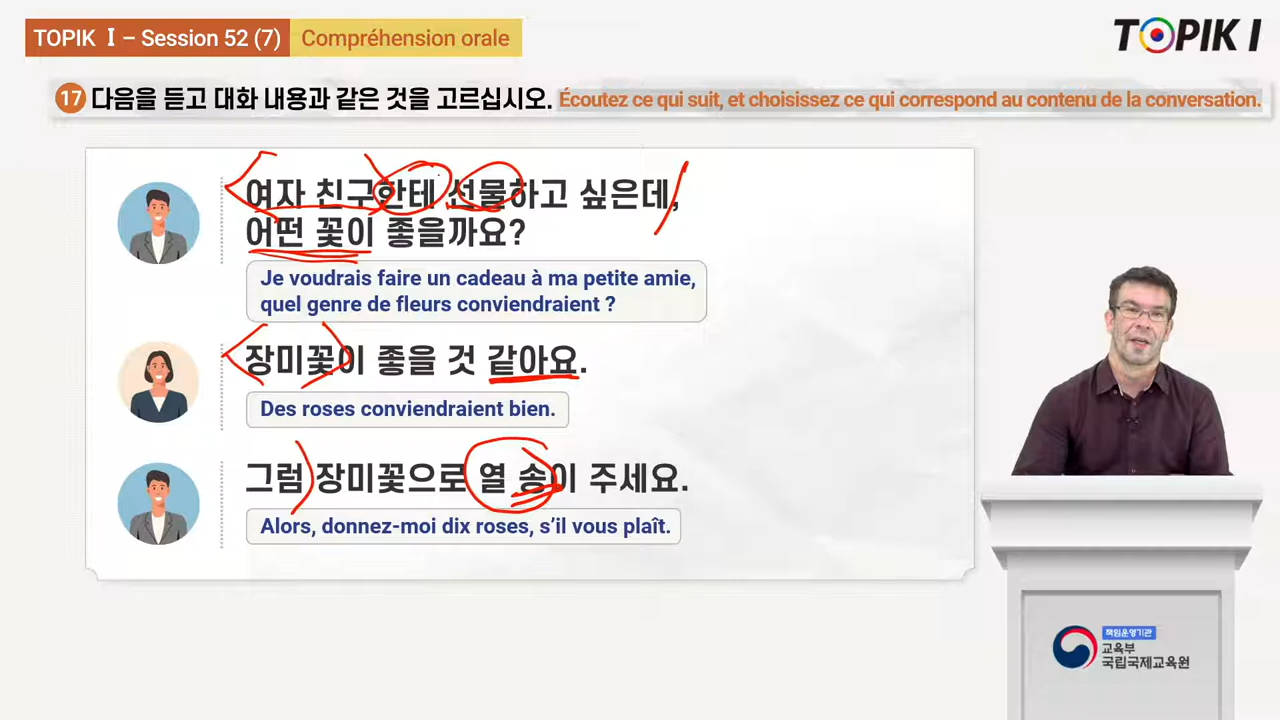 TOPIK I – Session 52 (7) Compréhension orale
TOPIK I
17 다음을 듣고 대화 내용과 같은 것을 고르십시오. Écoutez ce qui suit, et choisissez ce qui correspond au contenu de la conversation.
여자 친구한테 선물하고 싶은데,
어떤 꽃이 좋을까요?
Je voudrais faire un cadeau à ma petite amie,
quel genre de fleurs conviendraient ?
장미꽃이 좋을 것 같아요.
Des roses conviendraient bien.
그럼 장미꽃으로 열 송이 주세요.
Alors, donnez-moi dix roses, s'il vous plaît.
책임운영기관
교육부
국립국제교육원